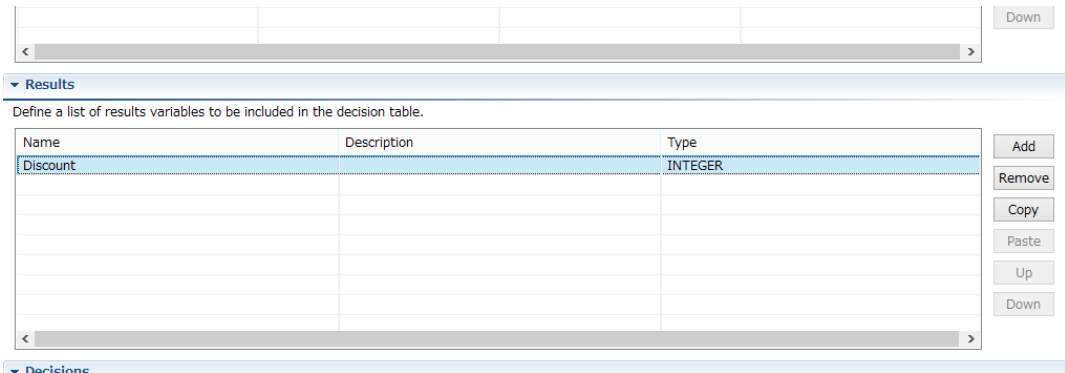 Down
Results
Define a list of results variables to be included in the decision table.
Name Description Type
Discount INTEGER
Add
Remove
Copy
Paste
Up
Down
Decisions